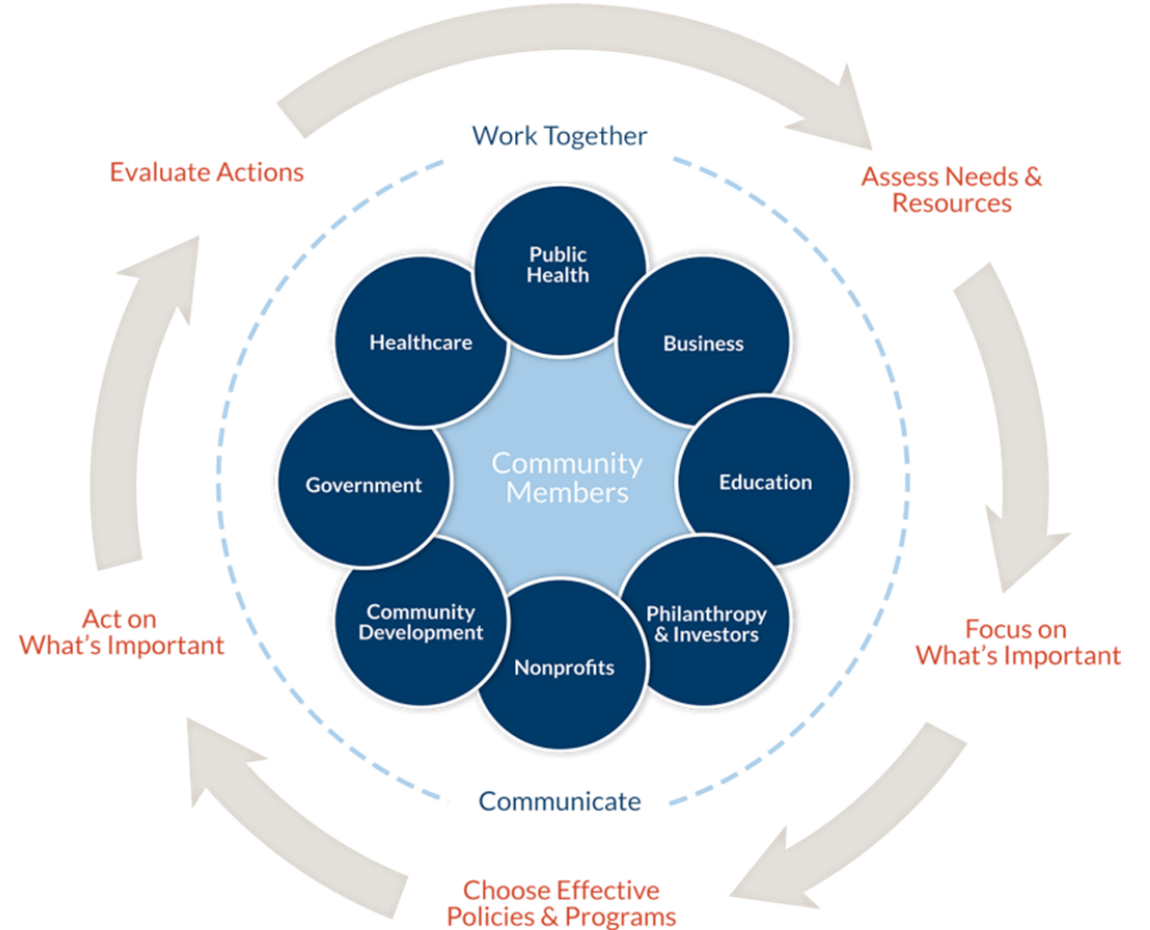 Work Together
Evaluate Actions
Assess Needs &
Resources
Public
Health
Healthcare
Business
Community
Members
Government
Education
Community
Development
Philanthropy
& Investors
Nonprofits
Act on
What’s Important
Focus on
What’s Important
Communicate
Choose Effective
Policies & Programs